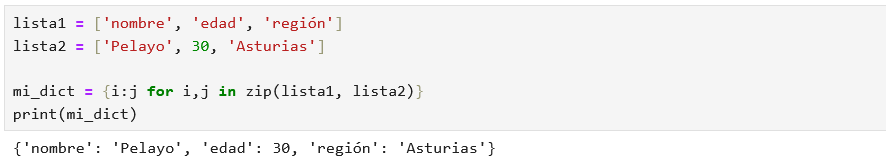 lista1 = ['nombre', 'edad', 'región']
lista2 = ['Pelayo', 30, 'Asturias']
mi_dict = {i:j for i,j in zip(lista1, lista2)}
print(mi_dict)
{'nombre': 'Pelayo', 'edad': 30, 'región': 'Asturias'}